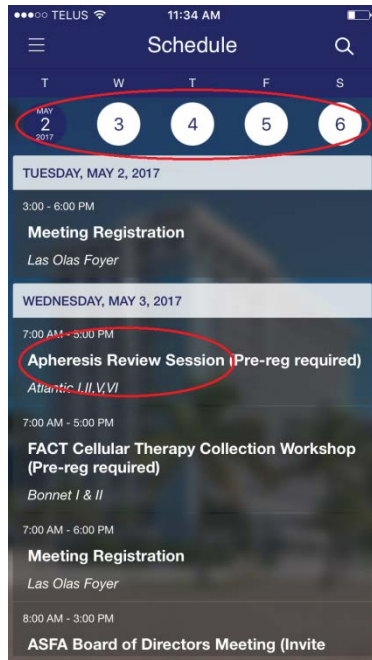 TELUS 11:34 AM
Schedule
T W T F S
MAY
2 3 4 5 6
2017
TUESDAY, MAY 2, 2017
3:00 - 6:00 PM
Meeting Registration
Las Olas Foyer
WEDNESDAY, MAY 3, 2017
7:00 AM - 5:00 PM
Apheresis Review Session (Pre-reg required)
Atlantic I,II,V,VI
7:00 AM - 5:00 PM
FACT Cellular Therapy Collection Workshop
(Pre-reg required)
Bonnet I & II
7:00 AM - 6:00 PM
Meeting Registration
Las Olas Foyer
8:00 AM - 3:00 PM
ASFA Board of Directors Meeting (Invite